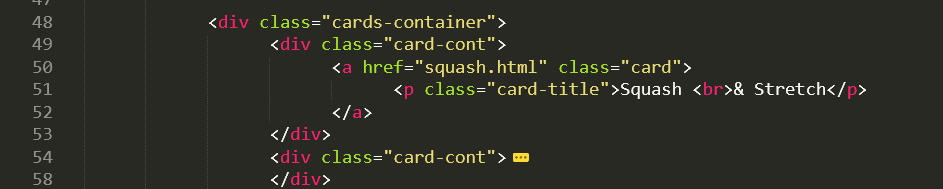 47
48 <div class="cards-container">
49 <div class="card-cont">
50 <a href="squash.html" class="card">
51 <p class="card-title">Squash <br>& Stretch</p>
52 </a>
53 </div>
54 <div class="card-cont">
58 </div>